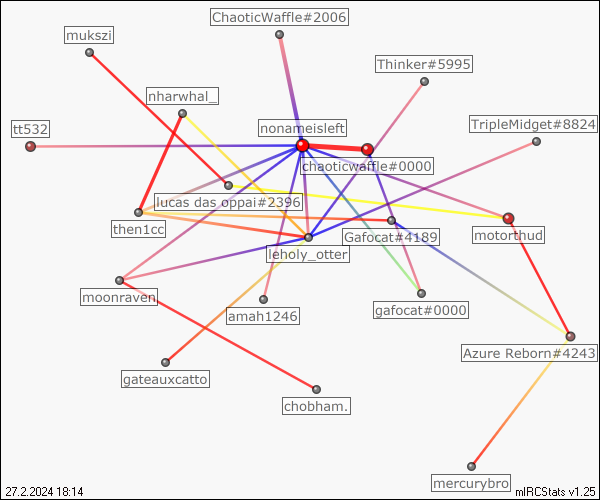 ChaoticWaffle#2006
mukszi
Thinker#5995
nharwhal_
TripleMidget#8824
tt532
nonameisleft
chaoticwaffle#0000
lucas das oppai#2396
then1cc
Gafocat#4189
motorthud
leholy_otter
moonraven
gafocat#0000
amah1246
Azure Reborn#4243
gateauxcatto
chobham.
mercurybro
27.2.2024 18:14
mIRCStats v1.25